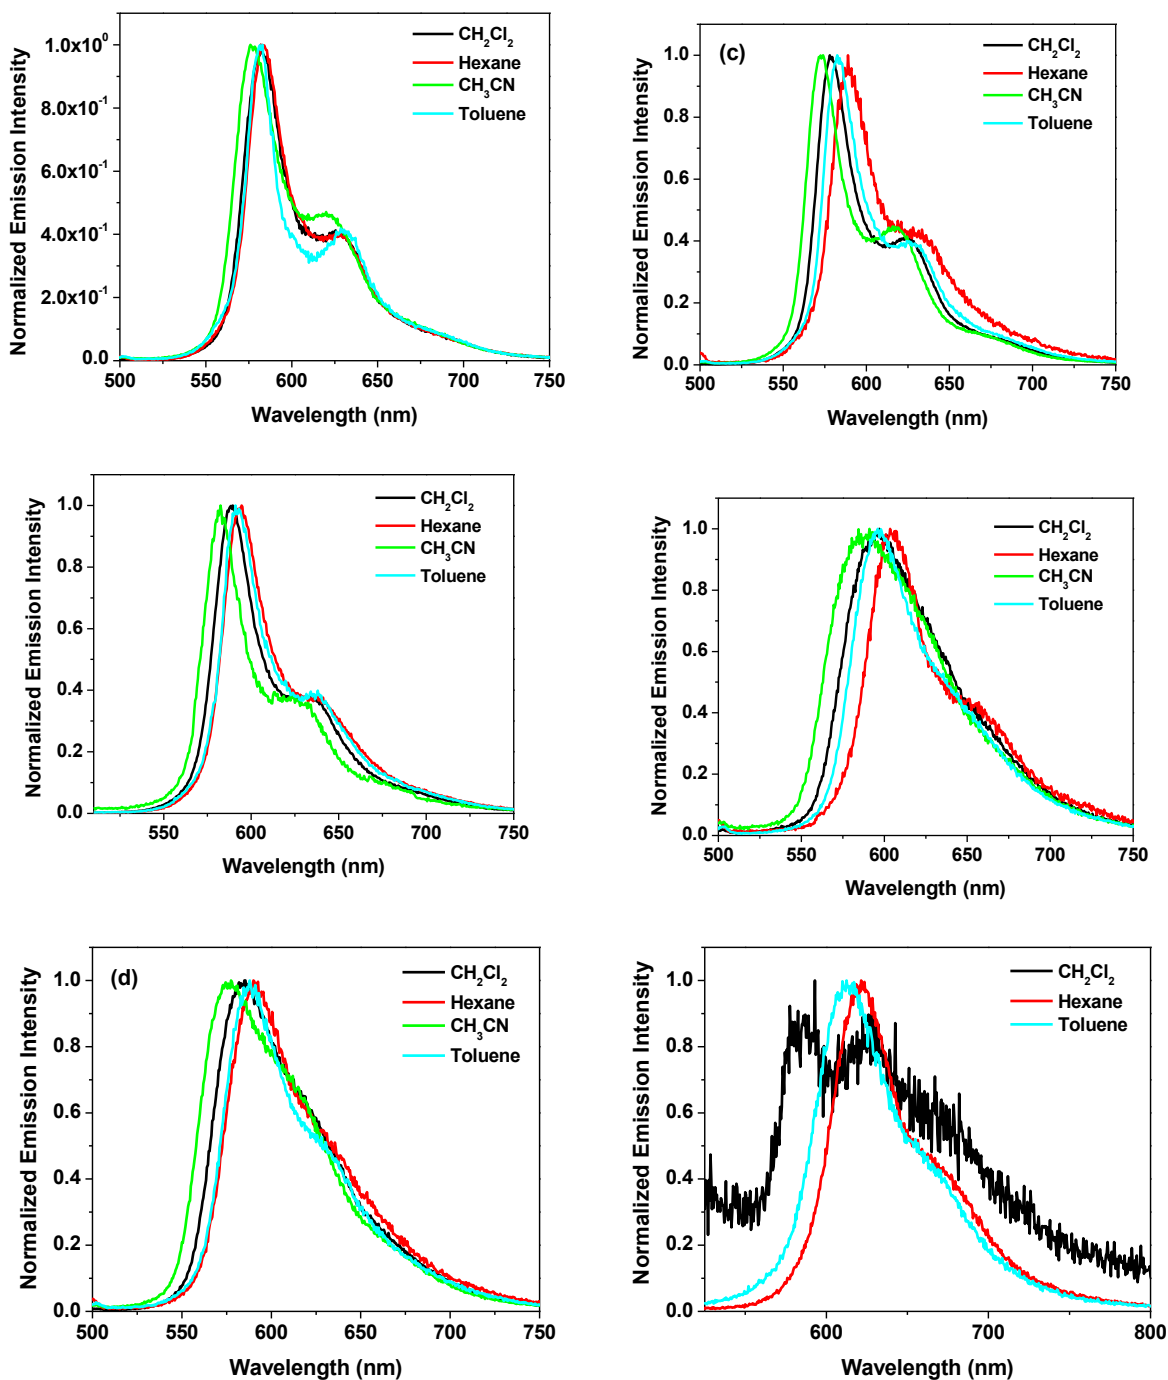 Normalized Emission Intensity
1.0x10⁰
8.0x10⁻¹
6.0x10⁻¹
4.0x10⁻¹
2.0x10⁻¹
0.0
500 550 600 650 700 750
Wavelength (nm)
CH₂Cl₂
Hexane
CH₃CN
Toluene
(c)
Normalized Emission Intensity
1.0
0.8
0.6
0.4
0.2
0.0
500 550 600 650 700 750
Wavelength (nm)
CH₂Cl₂
Hexane
CH₃CN
Toluene
Normalized Emission Intensity
1.0
0.8
0.6
0.4
0.2
0.0
550 600 650 700 750
Wavelength (nm)
CH₂Cl₂
Hexane
CH₃CN
Toluene
Normalized Emission Intensity
1.0
0.8
0.6
0.4
0.2
0.0
500 550 600 650 700 750
Wavelength (nm)
CH₂Cl₂
Hexane
CH₃CN
Toluene
(d)
Normalized Emission Intensity
1.0
0.8
0.6
0.4
0.2
0.0
500 550 600 650 700 750
Wavelength (nm)
CH₂Cl₂
Hexane
CH₃CN
Toluene
Normalized Emission Intensity
1.0
0.8
0.6
0.4
0.2
0.0
600 700 800
Wavelength (nm)
CH₂Cl₂
Hexane
Toluene